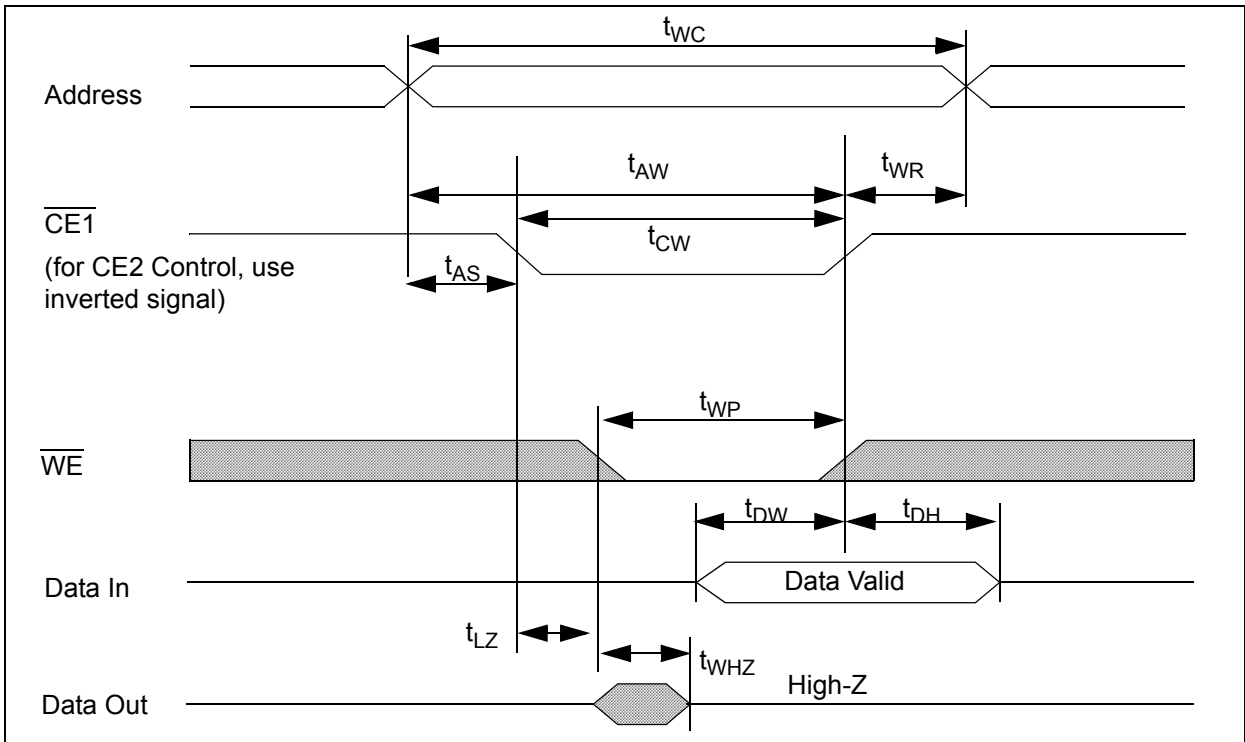 tWC
Address
tAW
tWR
CE1
tCW
(for CE2 Control, use
inverted signal)
tAS
tWP
WE
tDW
tDH
Data In
Data Valid
tLZ
tWHZ
High-Z
Data Out